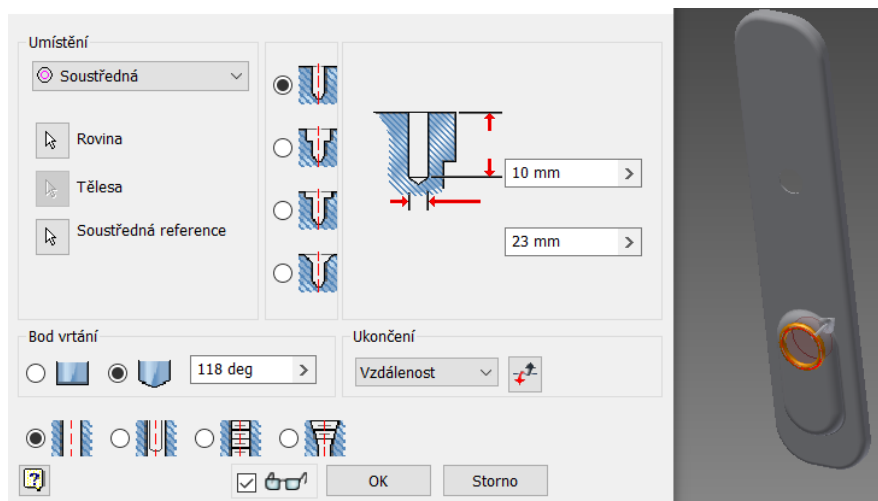 Umístění
Soustředná
Rovina
Tělesa
Soustředná reference
10 mm
23 mm
Bod vrtání
118 deg
Ukončení
Vzdálenost
OK
Storno